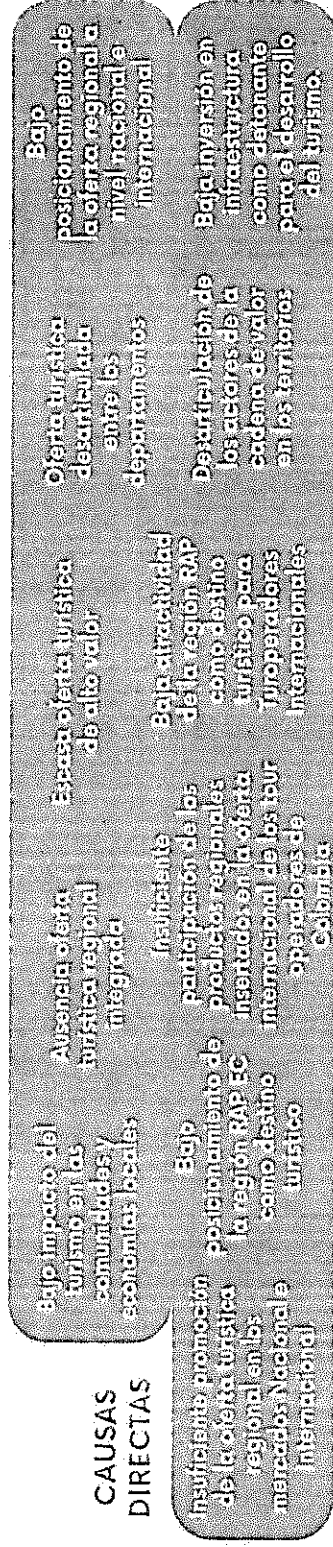 CAUSAS
DIRECTAS
Bajo impacto del
turismo en las
comunidades y
economías locales
Ausencia oferta
turística regional
integrada
Escasa oferta turística
de alto valor
Oferta turística
desarticulada
entre los
departamentos
Bajo
posicionamiento de
la oferta regional a
nivel nacional e
internacional
Insuficiente promoción
de la oferta turística
regional en los
mercados Nacional e
Internacional
Bajo
posicionamiento de
la región RAP EC
como destino
turístico
Insuficiente
participación de los
productos regionales
insertados en la oferta
internacional de los tour
operadores de
Colombia
Baja atractividad
de la región RAP
como destino
turístico para
Turoperadores
Internacionales
Desarticulación de
los actores de la
cadena de valor
en los territorios
Baja inversión en
infraestructura
como detonante
para el desarrollo
del turismo.